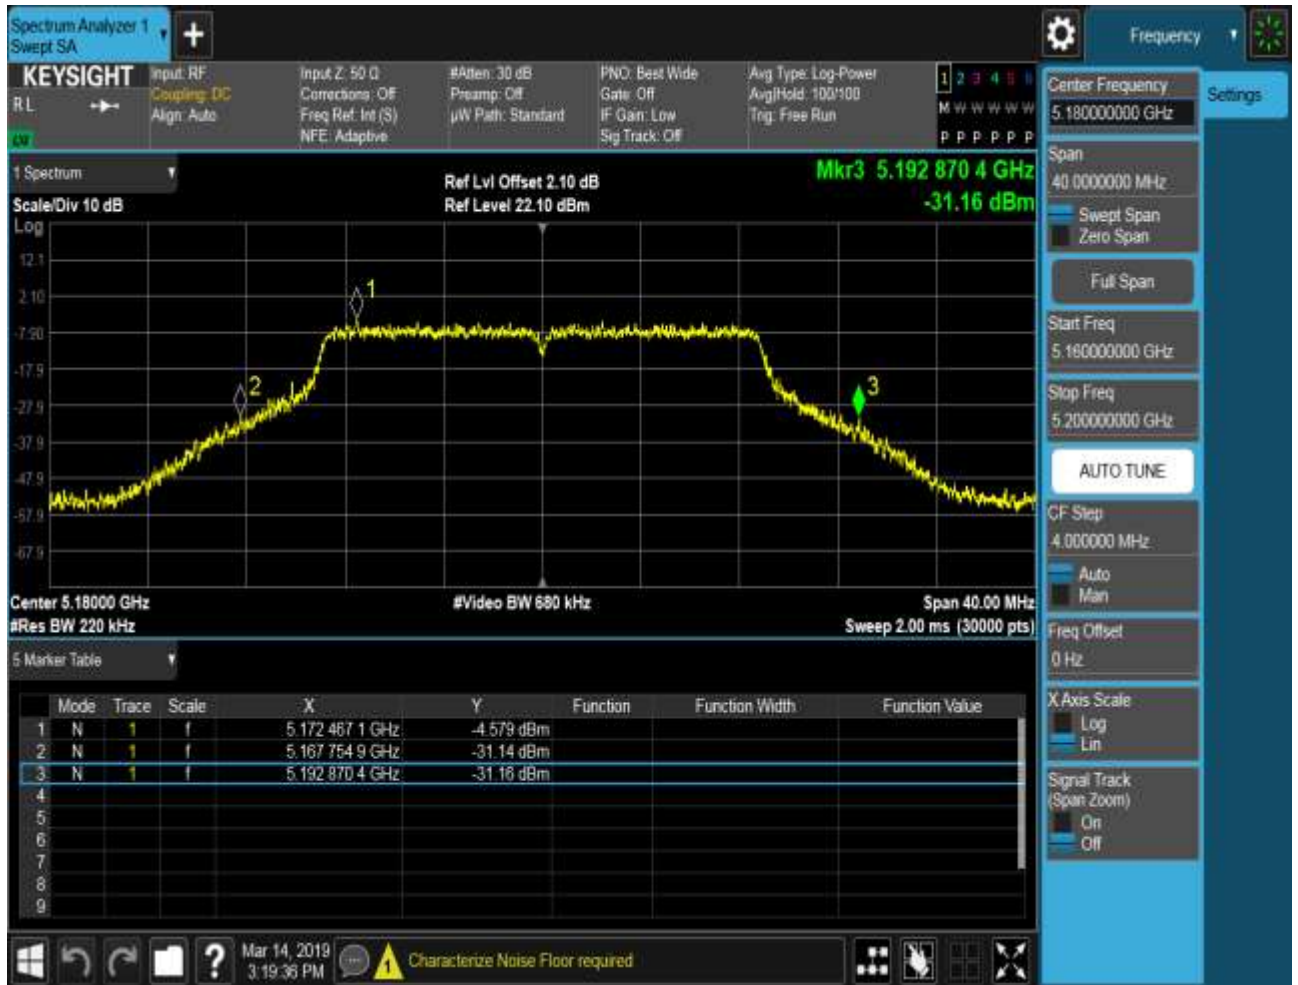 Spectrum Analyzer 1
Swept SA
+
Frequency
KEYSIGHT
RL
Input: RF
Coupling: DC
Align: Auto
Input Z: 50 Ω
Corrections: Off
Freq Ref: Int (S)
NFE: Adaptive
#Atten: 30 dB
Preamp: Off
µW Path: Standard
PNO: Best Wide
Gate: Off
IF Gain: Low
Sig Track: Off
Avg Type: Log-Power
Avg|Hold: 100/100
Trig: Free Run
1 2 3 4 5 6
M W W W W W
P P P P P P
1 Spectrum
Scale/Div 10 dB
Ref Lvl Offset 2.10 dB
Ref Level 22.10 dBm
Mkr3 5.192 870 4 GHz
-31.16 dBm
Log
12.1
2.10
-7.90
-17.9
-27.9
-37.9
-47.9
-57.9
-67.9
1
2
3
Center 5.18000 GHz
#Res BW 220 kHz
#Video BW 680 kHz
Span 40.00 MHz
Sweep 2.00 ms (30000 pts)
5 Marker Table
Mode Trace Scale X Y Function Function Width Function Value
1 N 1 f 5.172 467 1 GHz -4.579 dBm
2 N 1 f 5.167 754 9 GHz -31.14 dBm
3 N 1 f 5.192 870 4 GHz -31.16 dBm
4
5
6
7
8
9
Mar 14, 2019
3:19:36 PM
?
1
Characterize Noise Floor required
Center Frequency
5.180000000 GHz
Settings
Span
40.0000000 MHz
Swept Span
Zero Span
Full Span
Start Freq
5.160000000 GHz
Stop Freq
5.200000000 GHz
AUTO TUNE
CF Step
4.000000 MHz
Auto
Man
Freq Offset
0 Hz
X Axis Scale
Log
Lin
Signal Track
(Span Zoom)
On
Off